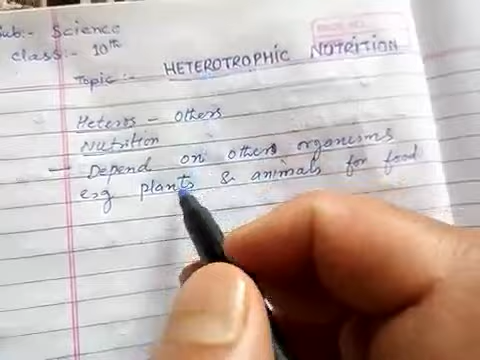 Sub:- Science
Class:- 10th
Topic:- HETEROTROPHIC NUTRITION
Heteros - Others
Nutrition
- Depend on others organisms
e.g plants & animals for food